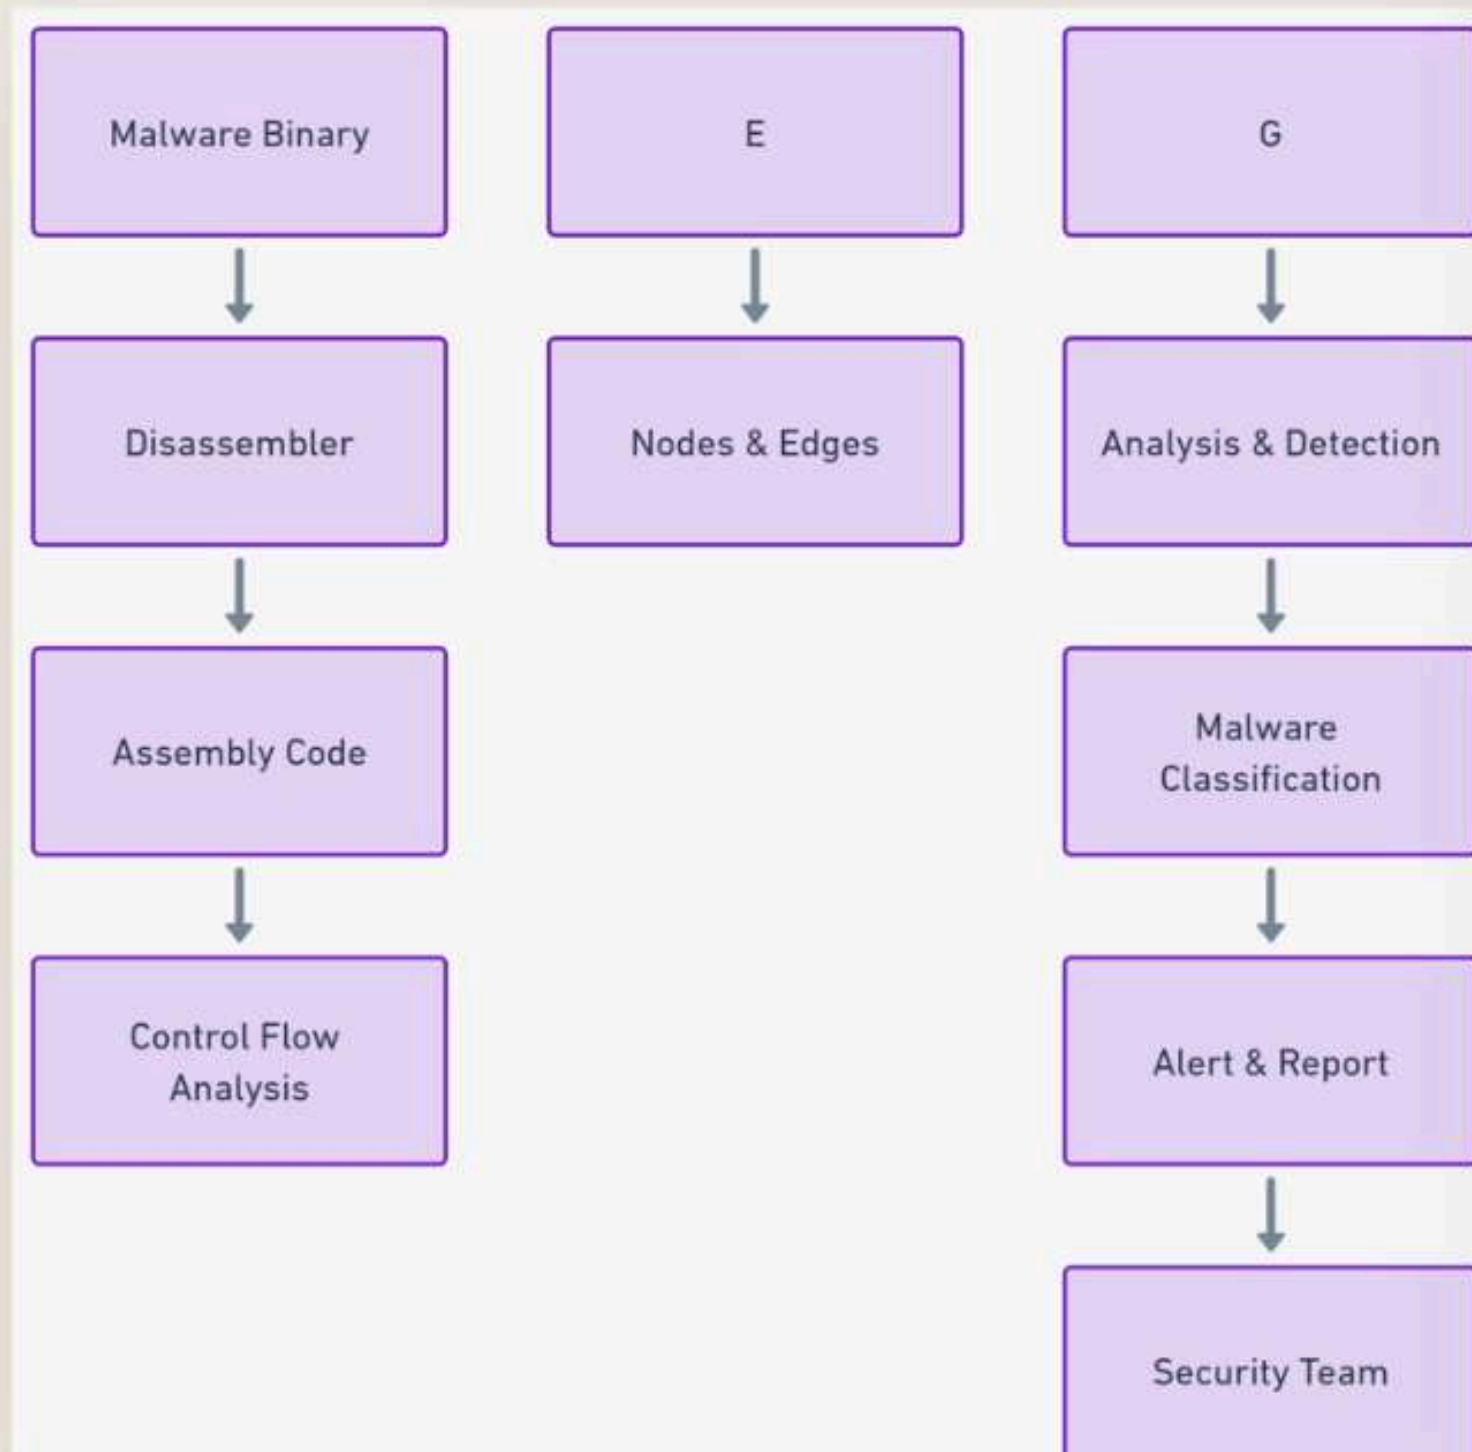 Malware Binary
Disassembler
Assembly Code
Control Flow
Analysis
E
Nodes & Edges
G
Analysis & Detection
Malware
Classification
Alert & Report
Security Team